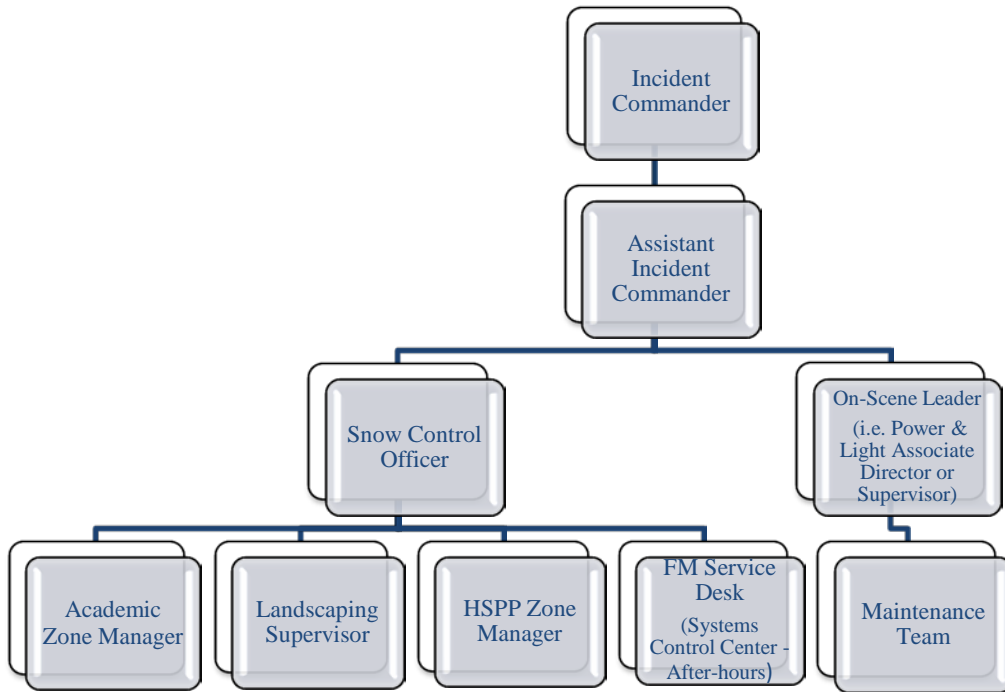 Incident
Commander
Assistant
Incident
Commander
Snow Control
Officer
On-Scene Leader
(i.e. Power &
Light Associate
Director or
Supervisor)
Academic
Zone Manager
Landscaping
Supervisor
HSPP Zone
Manager
FM Service
Desk
(Systems
Control Center -
After-hours)
Maintenance
Team